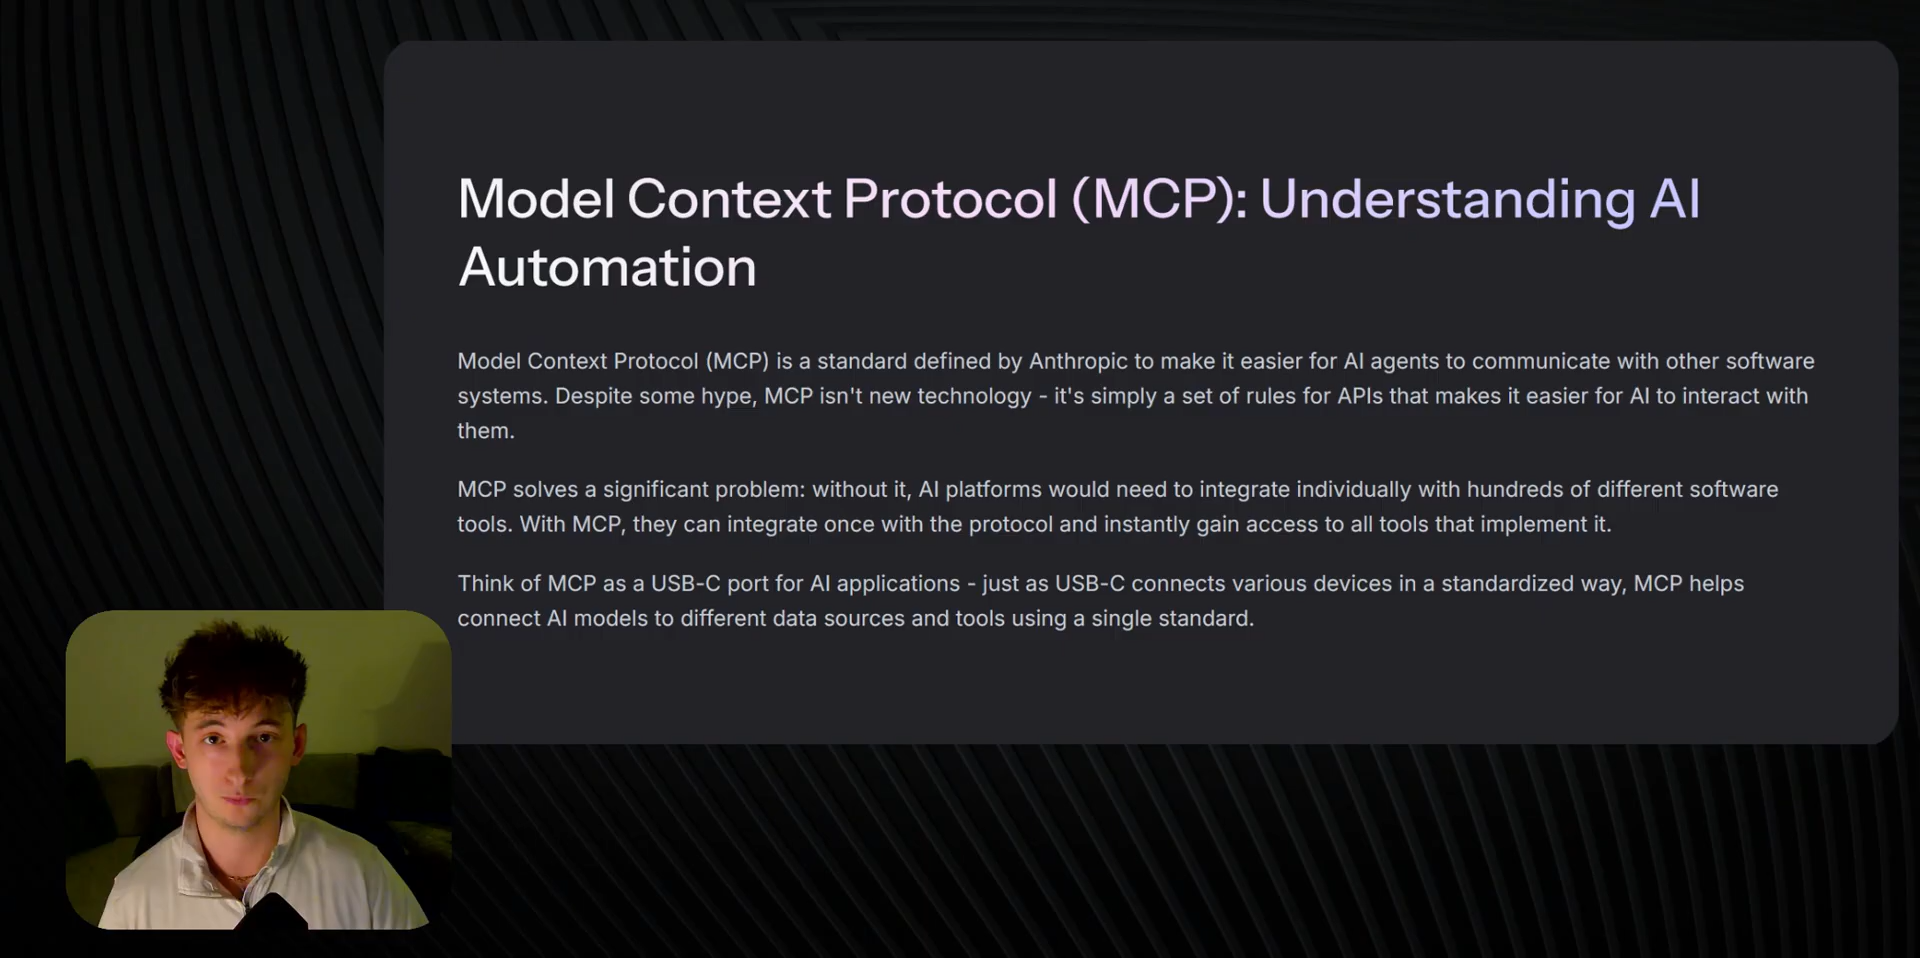 Model Context Protocol (MCP): Understanding AI
Automation
Model Context Protocol (MCP) is a standard defined by Anthropic to make it easier for AI agents to communicate with other software
systems. Despite some hype, MCP isn't new technology - it's simply a set of rules for APIs that makes it easier for AI to interact with
them.
MCP solves a significant problem: without it, AI platforms would need to integrate individually with hundreds of different software
tools. With MCP, they can integrate once with the protocol and instantly gain access to all tools that implement it.
Think of MCP as a USB-C port for AI applications - just as USB-C connects various devices in a standardized way, MCP helps
connect AI models to different data sources and tools using a single standard.